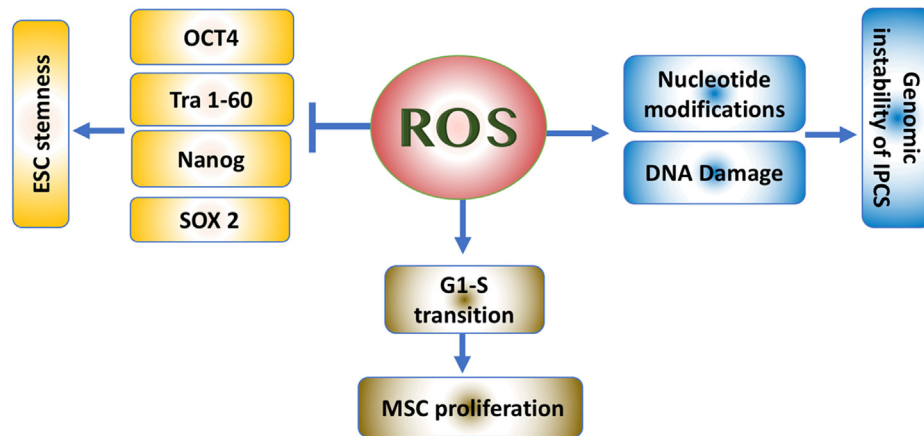 ESC stemness
OCT4
Tra 1-60
Nanog
SOX 2
ROS
Nucleotide
modifications
DNA Damage
Genomic
instability of IPCS
G1-S
transition
MSC proliferation